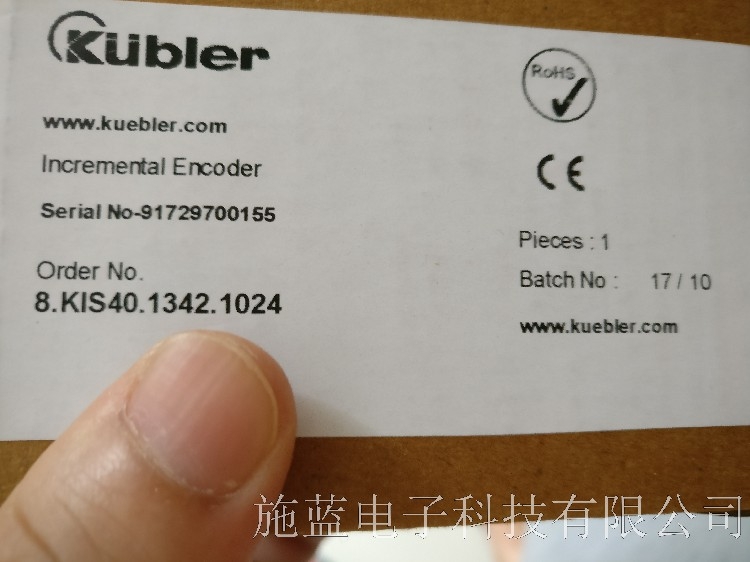 Kübler
www.kuebler.com
Incremental Encoder
Serial No-91729700155
Order No.
8.KIS40.1342.1024
RoHS
CE
Pieces : 1
Batch No : 17 / 10
www.kuebler.com
施蓝电子科技有限公司